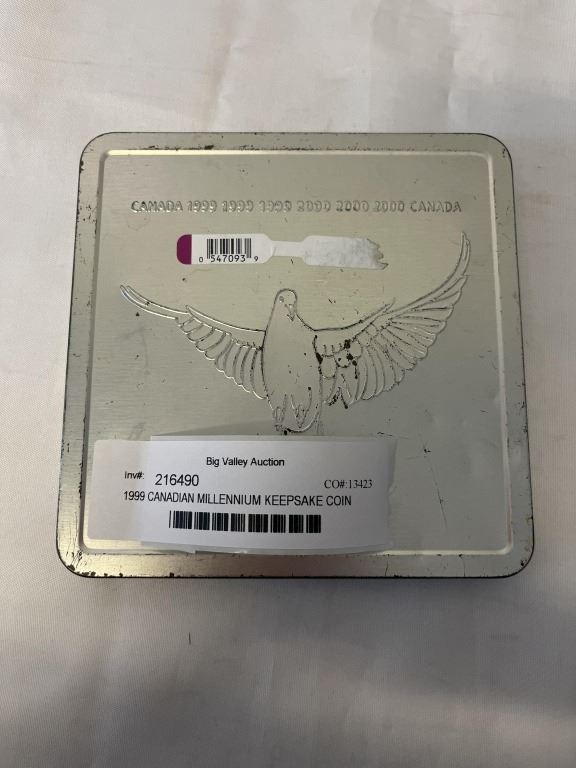 CANADA 1999 1999 1999 2000 2000 2000 CANADA
0 547093 9
Big Valley Auction
Inv#: 216490 CO#:13423
1999 CANADIAN MILLENNIUM KEEPSAKE COIN